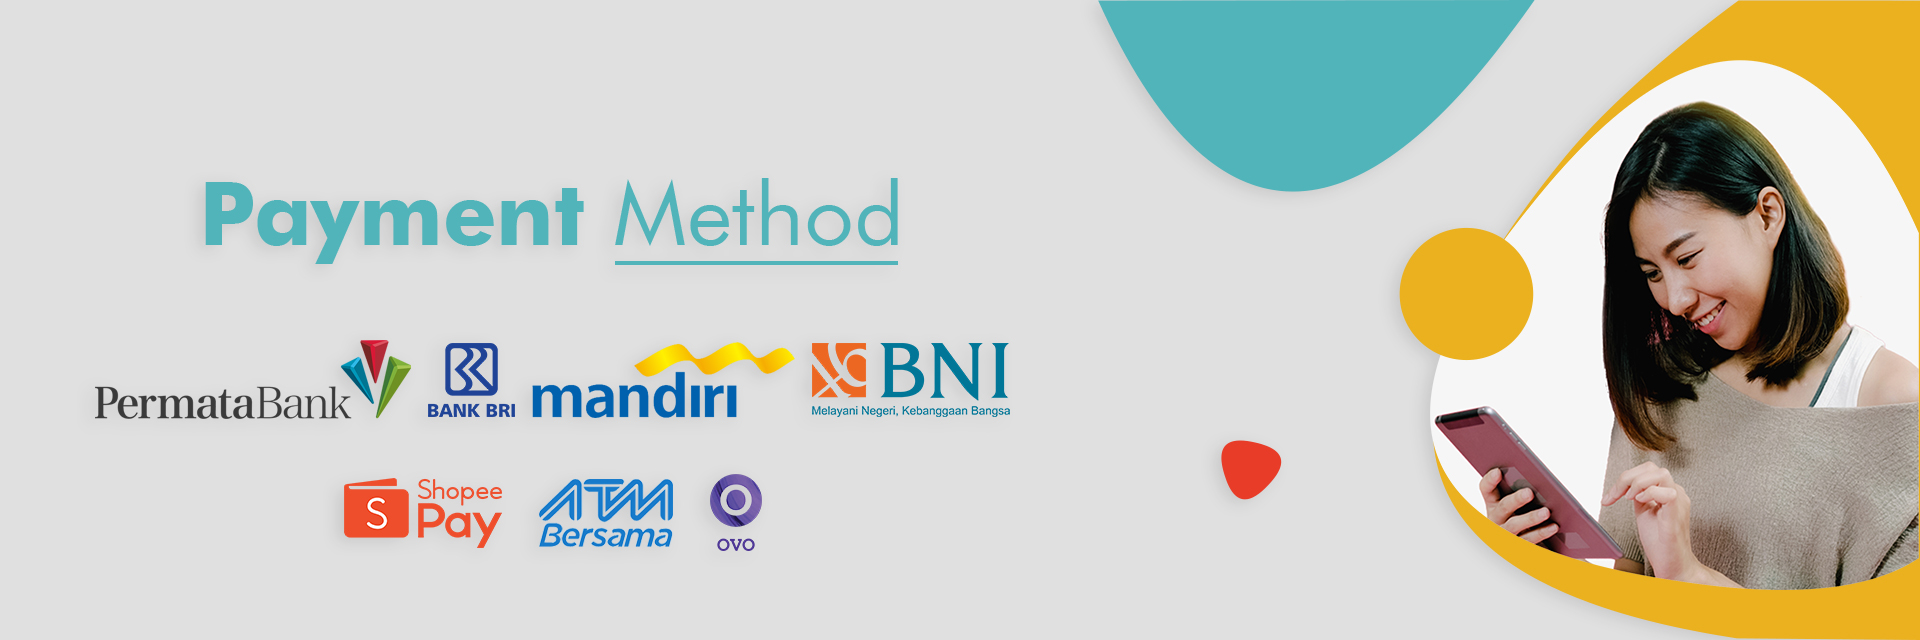 Payment Method
PermataBank
BANK BRI
mandiri
BNI
Melayani Negeri, Kebanggaan Bangsa
S
Shopee
Pay
ATM
Bersama
OVO